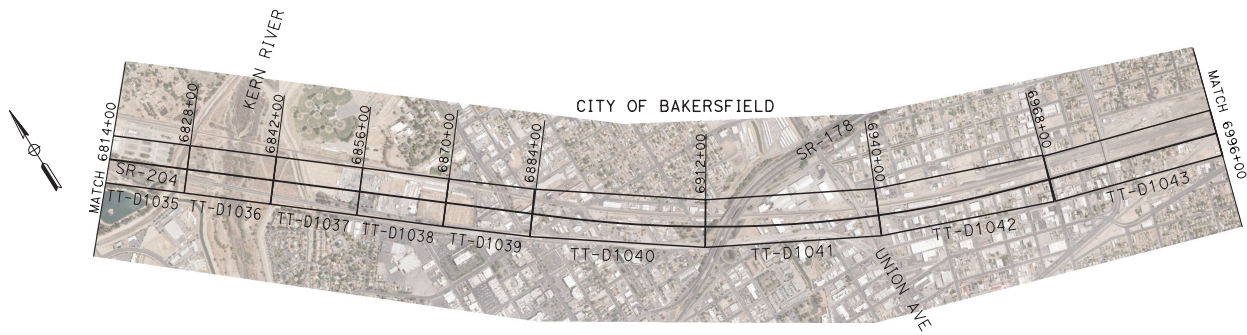 CITY OF BAKERSFIELD
KERN RIVER
MATCH 6814+00
6828+00
6842+00
6856+00
6870+00
6884+00
6912+00
6940+00
6968+00
MATCH 6996+00
SR-178
SR-204
TT-D1035
TT-D1036
TT-D1037
TT-D1038
TT-D1039
TT-D1040
TT-D1041
TT-D1042
TT-D1043
UNION AVE